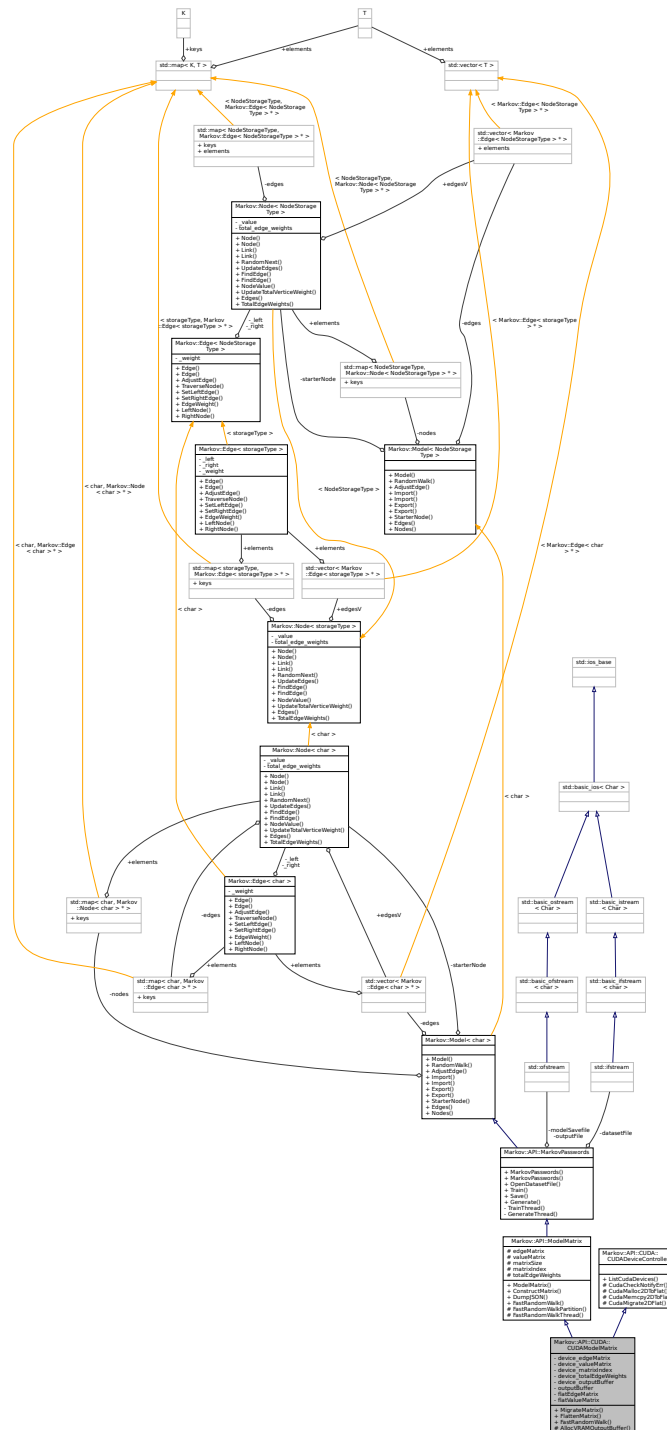 K
T
+keys
+elements
+elements
std::map< K, T >
std::vector< T >
< NodeStorageType,
Markov::Edge< NodeStorage
Type > * >
< Markov::Edge< NodeStorage
Type > * >
std::map< NodeStorageType,
Markov::Edge< NodeStorageType > * >
+ keys
+ elements
std::vector< Markov
::Edge< NodeStorageType > * >
+ elements
-edges
< NodeStorageType,
Markov::Node< NodeStorage
Type > * >
+edgesV
Markov::Node< NodeStorage
Type >
- _value
- total_edge_weights
+ Node()
+ Node()
+ Link()
+ Link()
+ RandomNext()
+ UpdateEdges()
+ FindEdge()
+ FindEdge()
+ NodeValue()
+ UpdateTotalVerticeWeight()
+ Edges()
+ TotalEdgeWeights()
< storageType, Markov
::Edge< storageType > * >
-_left
-_right
+elements
-edges
< Markov::Edge< storageType
> * >
Markov::Edge< NodeStorage
Type >
- _weight
+ Edge()
+ Edge()
+ AdjustEdge()
+ TraverseNode()
+ SetLeftEdge()
+ SetRightEdge()
+ EdgeWeight()
+ LeftNode()
+ RightNode()
-starterNode
std::map< NodeStorageType,
Markov::Node< NodeStorageType > * >
+ keys
< storageType >
-nodes
Markov::Edge< storageType >
- _left
- _right
- _weight
+ Edge()
+ Edge()
+ AdjustEdge()
+ TraverseNode()
+ SetLeftEdge()
+ SetRightEdge()
+ EdgeWeight()
+ LeftNode()
+ RightNode()
Markov::Model< NodeStorage
Type >
+ Model()
+ RandomWalk()
+ AdjustEdge()
+ Import()
+ Import()
+ Export()
+ Export()
+ StarterNode()
+ Edges()
+ Nodes()
< char, Markov::Node
< char > * >
< NodeStorageType >
< char, Markov::Edge
< char > * >
< Markov::Edge< char
> * >
+elements
+elements
std::map< storageType,
Markov::Edge< storageType > * >
+ keys
std::vector< Markov
::Edge< storageType > * >
< char >
-edges
+edgesV
Markov::Node< storageType >
- _value
- total_edge_weights
+ Node()
+ Node()
+ Link()
+ Link()
+ RandomNext()
+ UpdateEdges()
+ FindEdge()
+ FindEdge()
+ NodeValue()
+ UpdateTotalVerticeWeight()
+ Edges()
+ TotalEdgeWeights()
std::ios_base
< char >
Markov::Node< char >
- _value
- total_edge_weights
+ Node()
+ Node()
+ Link()
+ Link()
+ RandomNext()
+ UpdateEdges()
+ FindEdge()
+ FindEdge()
+ NodeValue()
+ UpdateTotalVerticeWeight()
+ Edges()
+ TotalEdgeWeights()
std::basic_ios< Char >
< char >
+elements
-_left
-_right
Markov::Edge< char >
- _weight
+ Edge()
+ Edge()
+ AdjustEdge()
+ TraverseNode()
+ SetLeftEdge()
+ SetRightEdge()
+ EdgeWeight()
+ LeftNode()
+ RightNode()
std::map< char, Markov
::Node< char > * >
+ keys
-edges
+edgesV
std::basic_ostream
< Char >
std::basic_istream
< Char >
-starterNode
+elements
+elements
std::map< char, Markov
::Edge< char > * >
+ keys
std::vector< Markov
::Edge< char > * >
std::basic_ofstream
< char >
std::basic_ifstream
< char >
-nodes
-edges
Markov::Model< char >
+ Model()
+ RandomWalk()
+ AdjustEdge()
+ Import()
+ Import()
+ Export()
+ Export()
+ StarterNode()
+ Edges()
+ Nodes()
std::ofstream
std::ifstream
-modelSavefile
-outputFile
-datasetFile
Markov::API::MarkovPasswords
+ MarkovPasswords()
+ MarkovPasswords()
+ OpenDatasetFile()
+ Train()
+ Save()
+ Generate()
- TrainThread()
- GenerateThread()
Markov::API::ModelMatrix
# edgeMatrix
# valueMatrix
# matrixSize
# matrixIndex
# totalEdgeWeights
+ ModelMatrix()
+ ConstructMatrix()
+ DumpJSON()
+ FastRandomWalk()
# FastRandomWalkPartition()
# FastRandomWalkThread()
Markov::API::CUDA::
CUDADeviceControlle
+ ListCudaDevices()
# CudaCheckNotifyErr()
# CudaMalloc2DToFlat()
# CudaMemcpy2DToFla
# CudaMigrate2DFlat()
Markov::API::CUDA::
CUDAModelMatrix
- device_edgeMatrix
- device_valueMatrix
- device_matrixIndex
- device_totalEdgeWeights
- device_outputBuffer
- outputBuffer
- flatEdgeMatrix
- flatValueMatrix
+ MigrateMatrix()
+ FlattenMatrix()
+ FastRandomWalk()
# AllocVRAMOutputBuffer()